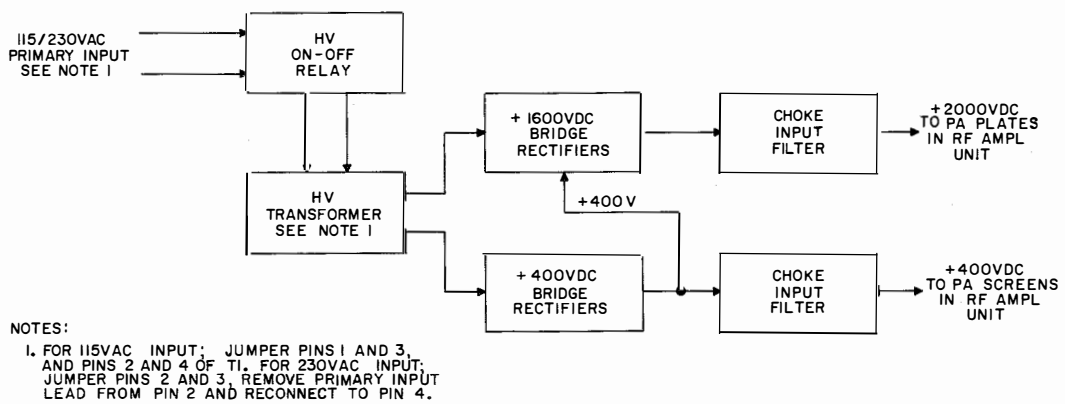 115/230VAC
PRIMARY INPUT
SEE NOTE 1
HV
ON-OFF
RELAY
HV
TRANSFORMER
SEE NOTE 1
+1600VDC
BRIDGE
RECTIFIERS
CHOKE
INPUT
FILTER
+2000VDC
TO PA PLATES
IN RF AMPL
UNIT
+400V
+400VDC
BRIDGE
RECTIFIERS
CHOKE
INPUT
FILTER
+400VDC
TO PA SCREENS
IN RF AMPL
UNIT
NOTES:
1. FOR 115VAC INPUT; JUMPER PINS 1 AND 3,
AND PINS 2 AND 4 OF T1. FOR 230VAC INPUT;
JUMPER PINS 2 AND 3, REMOVE PRIMARY INPUT
LEAD FROM PIN 2 AND RECONNECT TO PIN 4.